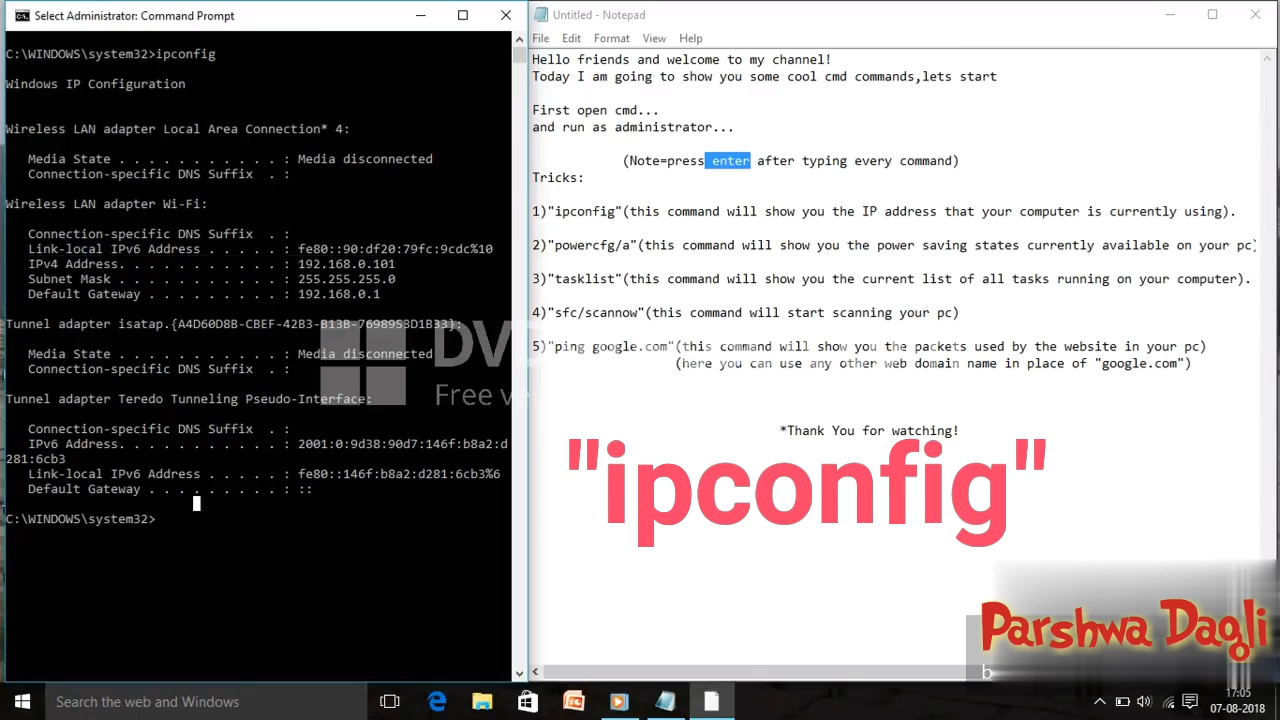 Select Administrator: Command Prompt
C:\WINDOWS\system32>ipconfig
Windows IP Configuration
Wireless LAN adapter Local Area Connection* 4:
Media State . . . . . . . . . . . : Media disconnected
Connection-specific DNS Suffix  . :
Wireless LAN adapter Wi-Fi:
Connection-specific DNS Suffix  . :
Link-local IPv6 Address . . . . . : fe80::90:df20:79fc:9cdc%10
IPv4 Address. . . . . . . . . . . : 192.168.0.101
Subnet Mask . . . . . . . . . . . : 255.255.255.0
Default Gateway . . . . . . . . . : 192.168.0.1
Tunnel adapter isatap.{A4D60D8B-CBEF-42B3-B13B-7698953D1B33}:
Media State . . . . . . . . . . . : Media disconnected
Connection-specific DNS Suffix  . :
Tunnel adapter Teredo Tunneling Pseudo-Interface:
Connection-specific DNS Suffix  . :
IPv6 Address. . . . . . . . . . . : 2001:0:9d38:90d7:146f:b8a2:d
281:6cb3
Link-local IPv6 Address . . . . . : fe80::146f:b8a2:d281:6cb3%6
Default Gateway . . . . . . . . . : ::
C:\WINDOWS\system32>
Untitled - Notepad
File Edit Format View Help
Hello friends and welcome to my channel!
Today I am going to show you some cool cmd commands,lets start
First open cmd...
and run as administrator...
(Note=press enter after typing every command)
Tricks:
1)"ipconfig"(this command will show you the IP address that your computer is currently using).
2)"powercfg/a"(this command will show you the power saving states currently available on your pc)
3)"tasklist"(this command will show you the current list of all tasks running on your computer).
4)"sfc/scannow"(this command will start scanning your pc)
5)"ping google.com"(this command will show you the packets used by the website in your pc)
(here you can use any other web domain name in place of "google.com")
*Thank You for watching!
DVD
Free
"ipconfig"
Parshwa Dagli
b
Search the web and Windows
17:05
07-08-2018